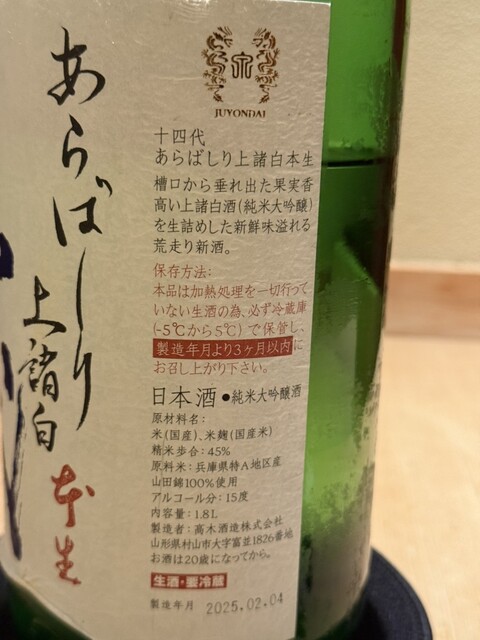 あらばしり
上諸白
本生
JUYONDAI
十四代
あらばしり上諸白本生
槽口から垂れ出た果実香
高い上諸白酒(純米大吟醸)
を生詰めした新鮮味溢れる
荒走り新酒。
保存方法:
本品は加熱処理を一切行って
いない生酒の為、必ず冷蔵庫
(-5℃から5℃)で保管し、
製造年月より3ヶ月以内に
お召し上がり下さい。
日本酒●純米大吟醸酒
原材料名:
米(国産)、米麹(国産米)
精米歩合:45%
原料米:兵庫県特A地区産
山田錦100%使用
アルコール分:15度
内容量:1.8L
製造者:高木酒造株式会社
山形県村山市大字富並1826番地
お酒は20歳になってから。
生酒・要冷蔵
製造年月 2025.02.04